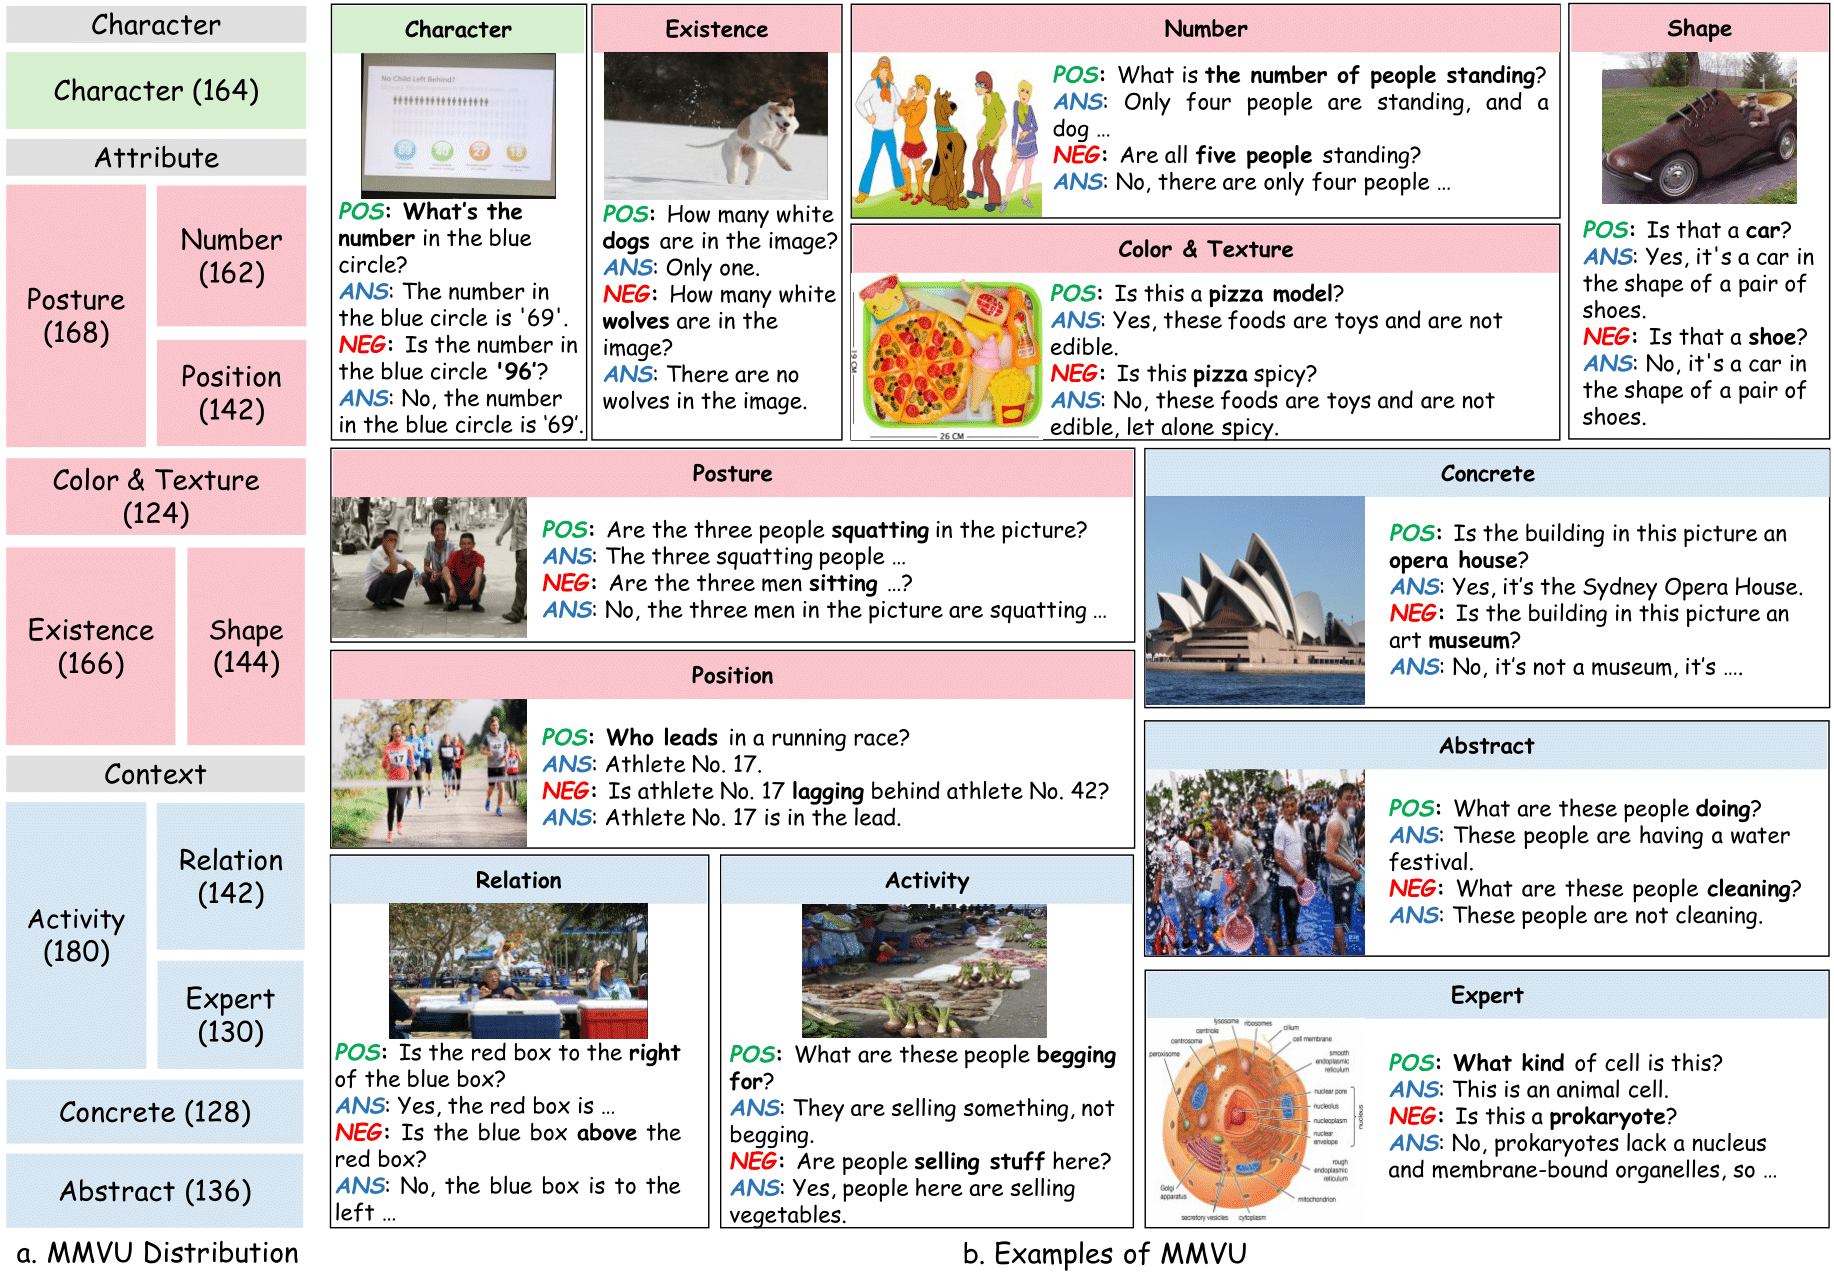 Character
Character (164)
Attribute
Posture
(168)
Number
(162)
Position
(142)
Color & Texture
(124)
Existence
(166)
Shape
(144)
Context
Activity
(180)
Relation
(142)
Expert
(130)
Concrete (128)
Abstract (136)
a. MMVU Distribution
Character
No Child Left Behind?
POS: What's the
number in the blue
circle?
ANS: The number in
the blue circle is '69'.
NEG: Is the number in
the blue circle '96'?
ANS: No, the number
in the blue circle is '69'.
Existence
POS: How many white
dogs are in the image?
ANS: Only one.
NEG: How many white
wolves are in the
image?
ANS: There are no
wolves in the image.
Number
POS: What is the number of people standing?
ANS: Only four people are standing, and a
dog ...
NEG: Are all five people standing?
ANS: No, there are only four people ...
Color & Texture
19 CM
26 CM
POS: Is this a pizza model?
ANS: Yes, these foods are toys and are not
edible.
NEG: Is this pizza spicy?
ANS: No, these foods are toys and are not
edible, let alone spicy.
Shape
POS: Is that a car?
ANS: Yes, it's a car in
the shape of a pair of
shoes.
NEG: Is that a shoe?
ANS: No, it's a car in
the shape of a pair of
shoes.
Posture
POS: Are the three people squatting in the picture?
ANS: The three squatting people ...
NEG: Are the three men sitting ...?
ANS: No, the three men in the picture are squatting ...
Position
17
42
POS: Who leads in a running race?
ANS: Athlete No. 17.
NEG: Is athlete No. 17 lagging behind athlete No. 42?
ANS: Athlete No. 17 is in the lead.
Relation
POS: Is the red box to the right
of the blue box?
ANS: Yes, the red box is ...
NEG: Is the blue box above the
red box?
ANS: No, the blue box is to the
left ...
Activity
POS: What are these people begging
for?
ANS: They are selling something, not
begging.
NEG: Are people selling stuff here?
ANS: Yes, people here are selling
vegetables.
Concrete
POS: Is the building in this picture an
opera house?
ANS: Yes, it's the Sydney Opera House.
NEG: Is the building in this picture an
art museum?
ANS: No, it's not a museum, it's ....
Abstract
POS: What are these people doing?
ANS: These people are having a water
festival.
NEG: What are these people cleaning?
ANS: These people are not cleaning.
Expert
lysosome
ribosomes
centriole
cilium
centrosome
cell membrane
peroxisome
smooth
endoplasmic
reticulum
nuclear pore
nucleolus
nucleoplasm
nuclear
envelope
nucleus
rough
endoplasmic
reticulum
Golgi
apparatus
mitochondrion
secretory vesicles
cytoplasm
POS: What kind of cell is this?
ANS: This is an animal cell.
NEG: Is this a prokaryote?
ANS: No, prokaryotes lack a nucleus
and membrane-bound organelles, so ...
b. Examples of MMVU